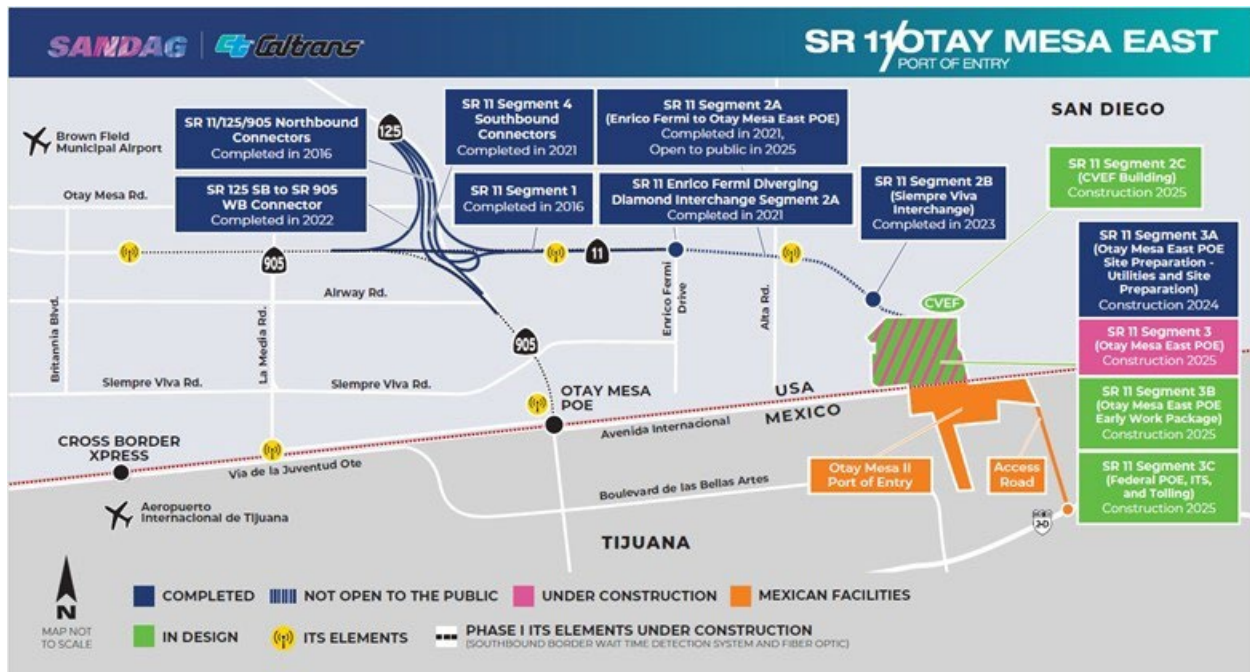 SANDAG
Caltrans
SR 11/OTAY MESA EAST
PORT OF ENTRY
SAN DIEGO
Brown Field
Municipal Airport
SR 11/125/905 Northbound
Connectors
Completed in 2016
125
SR 11 Segment 4
Southbound
Connectors
Completed in 2021
SR 11 Segment 2A
(Enrico Fermi to Otay Mesa East POE)
Completed in 2021,
Open to public in 2025
SR 11 Segment 2C
(CVEF Building)
Construction 2025
Otay Mesa Rd.
SR 125 SB to SR 905
WB Connector
Completed in 2022
SR 11 Segment 1
Completed in 2016
SR 11 Enrico Fermi Diverging
Diamond Interchange Segment 2A
Completed in 2021
SR 11 Segment 2B
(Siempre Viva
Interchange)
Completed in 2023
SR 11 Segment 3A
(Otay Mesa East POE
Site Preparation -
Utilities and Site
Preparation)
Construction 2024
905
11
Airway Rd.
Britannia Blvd.
La Media Rd.
Enrico Fermi
Drive
Alta Rd.
CVEF
905
SR 11 Segment 3
(Otay Mesa East POE)
Construction 2025
Siempre Viva Rd.
Siempre Viva Rd.
OTAY MESA
POE
USA
MEXICO
SR 11 Segment 3B
(Otay Mesa East POE
Early Work Package)
Construction 2025
Avenida Internacional
CROSS BORDER
XPRESS
Via de la Juventud Ote
Otay Mesa II
Port of Entry
Access
Road
SR 11 Segment 3C
(Federal POE, ITS,
and Tolling)
Construction 2025
Boulevard de las Bellas Artes
Aeropuerto
Internacional de Tijuana
2-D
TIJUANA
N
MAP NOT
TO SCALE
COMPLETED
NOT OPEN TO THE PUBLIC
UNDER CONSTRUCTION
MEXICAN FACILITIES
IN DESIGN
ITS ELEMENTS
PHASE I ITS ELEMENTS UNDER CONSTRUCTION
(SOUTHBOUND BORDER WAIT TIME DETECTION SYSTEM AND FIBER OPTIC)